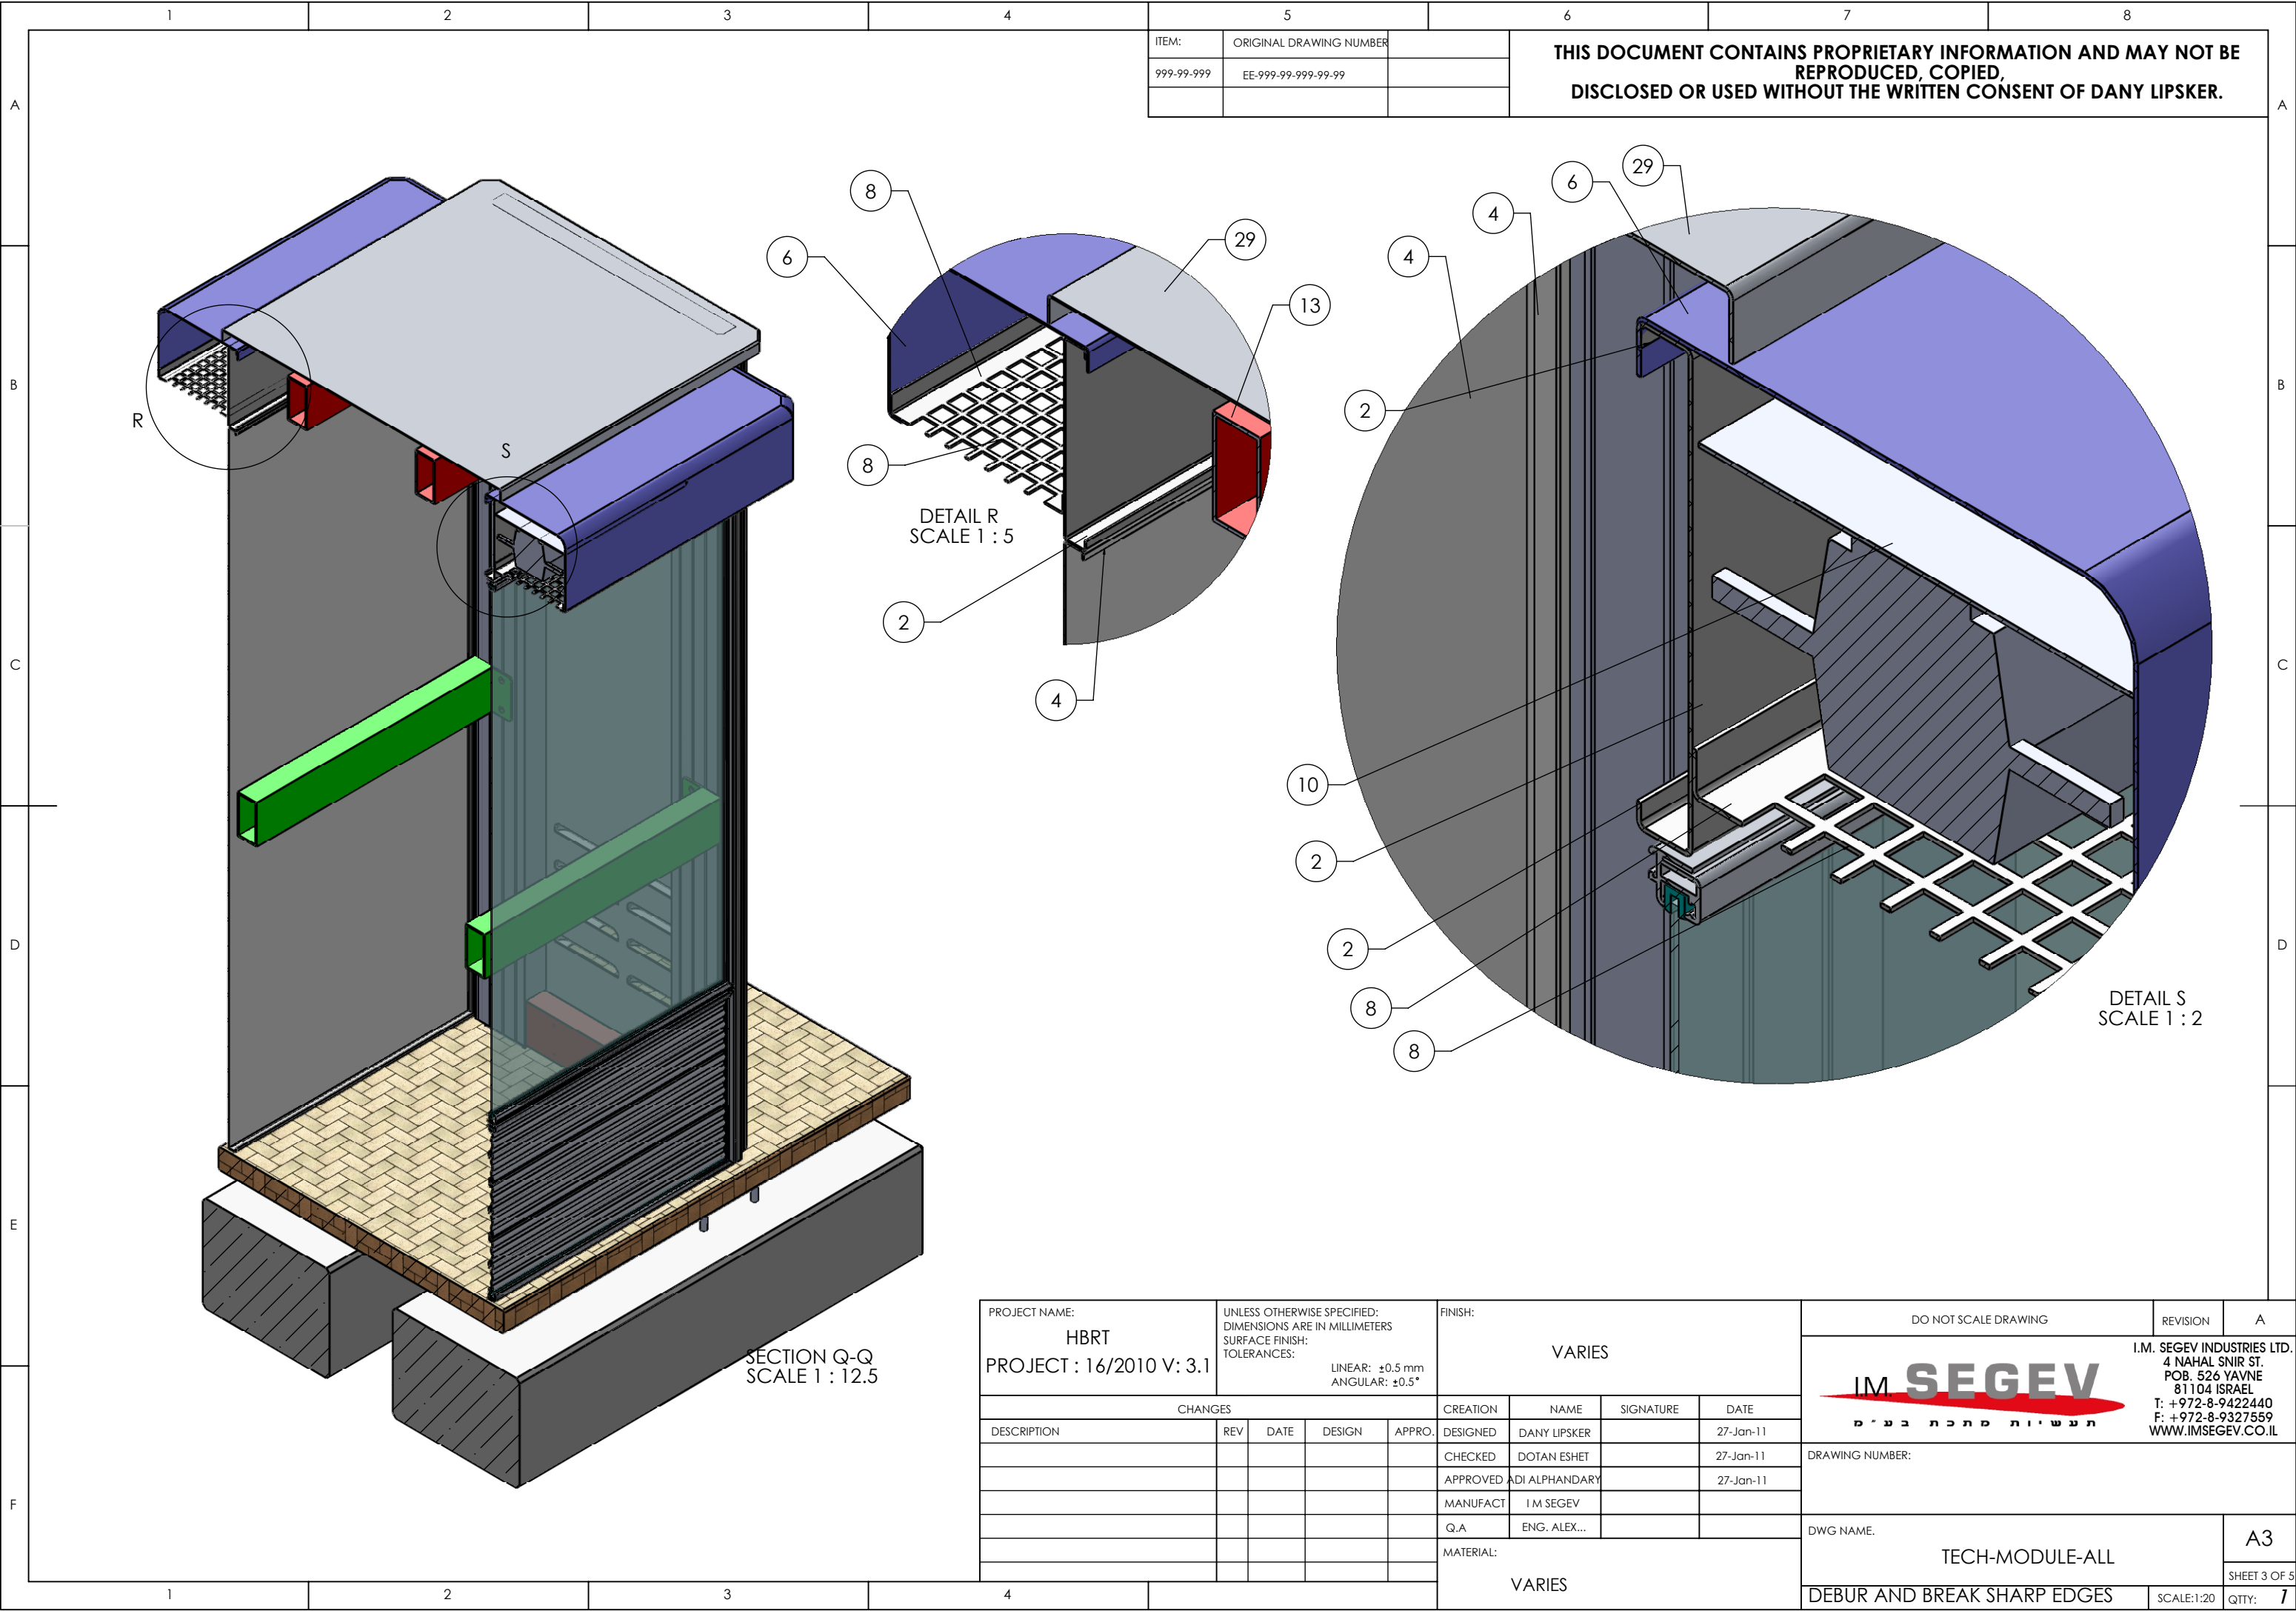 1 2 3 4 5 6 7 8
ITEM: ORIGINAL DRAWING NUMBER
999-99-999 EE-999-99-999-99-99
THIS DOCUMENT CONTAINS PROPRIETARY INFORMATION AND MAY NOT BE
REPRODUCED, COPIED,
DISCLOSED OR USED WITHOUT THE WRITTEN CONSENT OF DANY LIPSKER.
A A
B B
C C
D D
E
F
R
S
8
6
29
13
8
2
4
DETAIL R
SCALE 1 : 5
29
6
4
4
2
10
2
2
8
8
DETAIL S
SCALE 1 : 2
SECTION Q-Q
SCALE 1 : 12.5
PROJECT NAME:
HBRT
PROJECT : 16/2010 V: 3.1
UNLESS OTHERWISE SPECIFIED:
DIMENSIONS ARE IN MILLIMETERS
SURFACE FINISH:
TOLERANCES:
LINEAR: ±0.5 mm
ANGULAR: ±0.5°
FINISH:
VARIES
CHANGES
DESCRIPTION REV DATE DESIGN APPRO.
CREATION NAME SIGNATURE DATE
DESIGNED DANY LIPSKER 27-Jan-11
CHECKED DOTAN ESHET 27-Jan-11
APPROVED ADI ALPHANDARY 27-Jan-11
MANUFACT I M SEGEV
Q.A ENG. ALEX...
MATERIAL:
VARIES
DO NOT SCALE DRAWING REVISION A
I.M. SEGEV
תעשיות מתכת בע"מ
I.M. SEGEV INDUSTRIES LTD.
4 NAHAL SNIR ST.
POB. 526 YAVNE
81104 ISRAEL
T: +972-8-9422440
F: +972-8-9327559
WWW.IMSEGEV.CO.IL
DRAWING NUMBER:
DWG NAME.
TECH-MODULE-ALL
A3
SHEET 3 OF 5
DEBUR AND BREAK SHARP EDGES SCALE:1:20 QTTY: 1
1 2 3 4